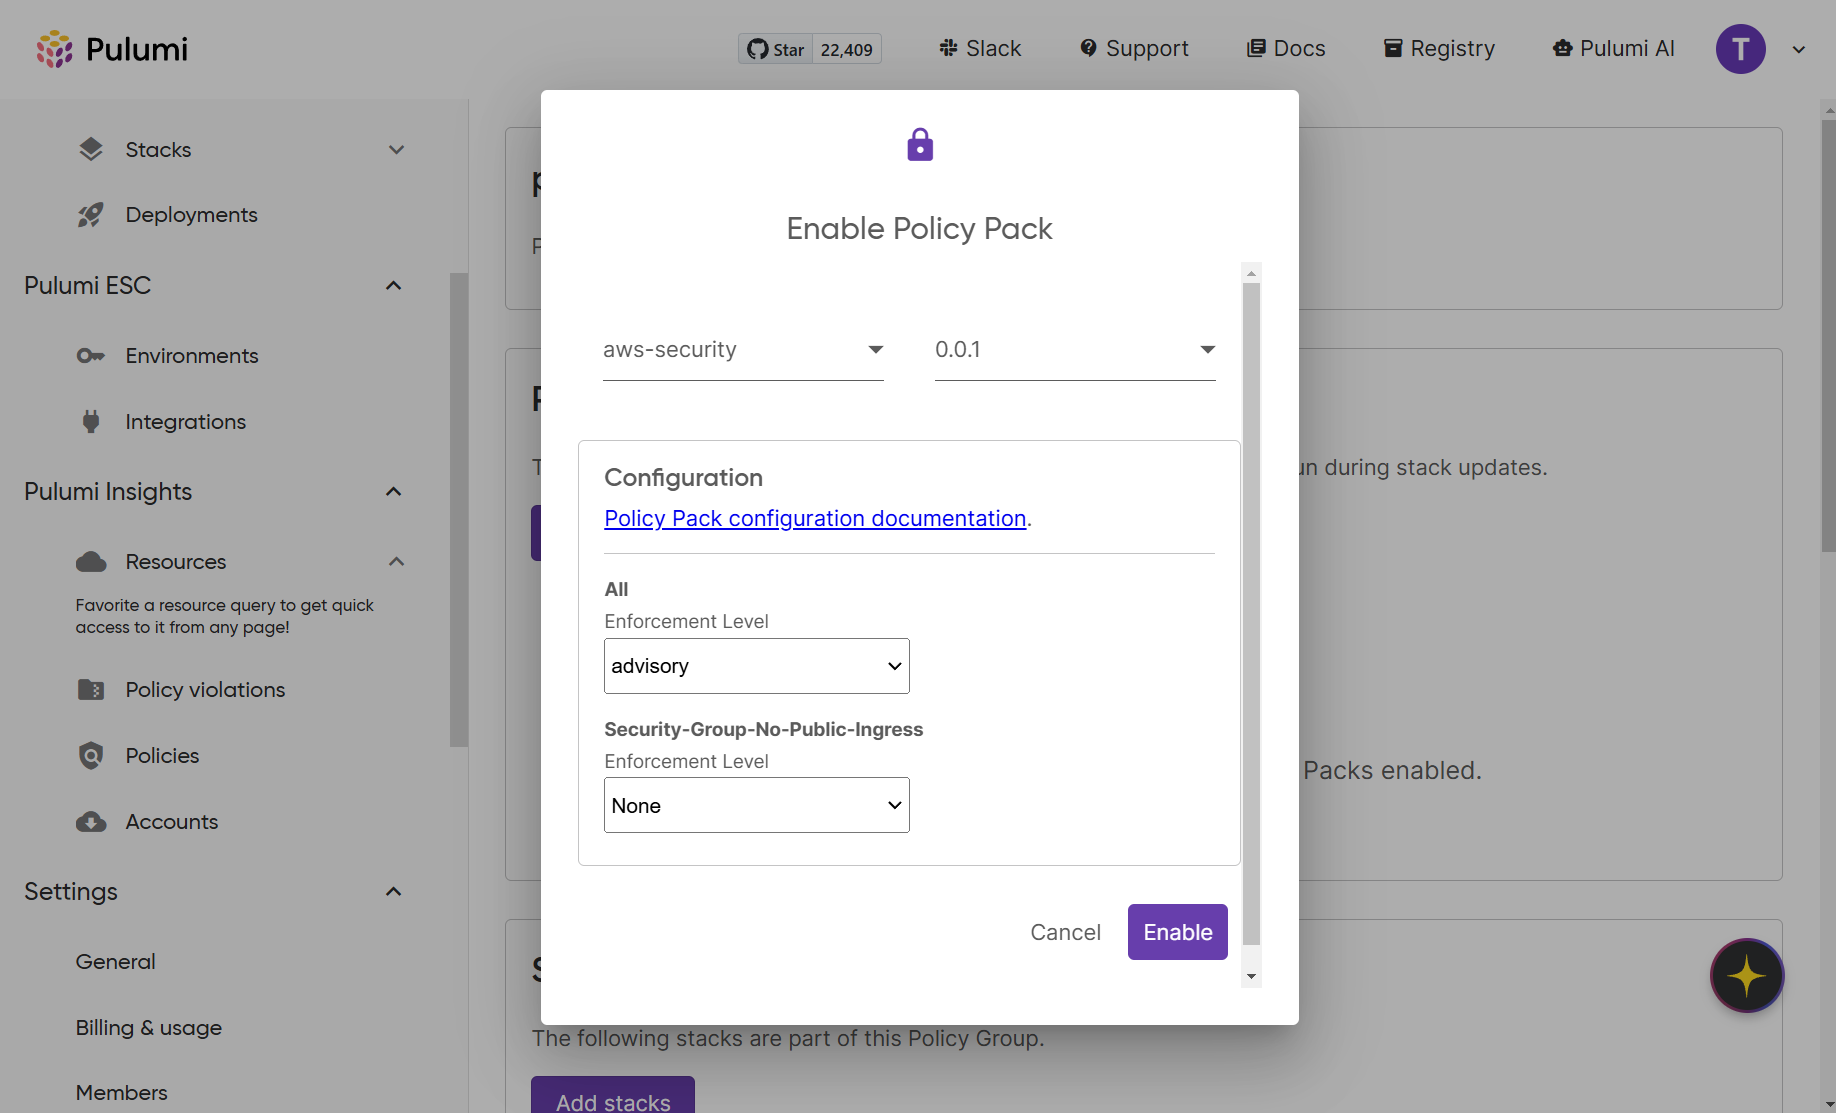 Pulumi
Star 22,409
Slack
Support
Docs
Registry
Pulumi AI
T
Stacks
Deployments
Pulumi ESC
Environments
Integrations
Pulumi Insights
Resources
Favorite a resource query to get quick
access to it from any page!
Policy violations
Policies
Accounts
Settings
General
Billing & usage
Members
Enable Policy Pack
aws-security
0.0.1
Configuration
Policy Pack configuration documentation.
All
Enforcement Level
advisory
Security-Group-No-Public-Ingress
Enforcement Level
None
Cancel
Enable
during stack updates.
Packs enabled.
The following stacks are part of this Policy Group.
Add stacks